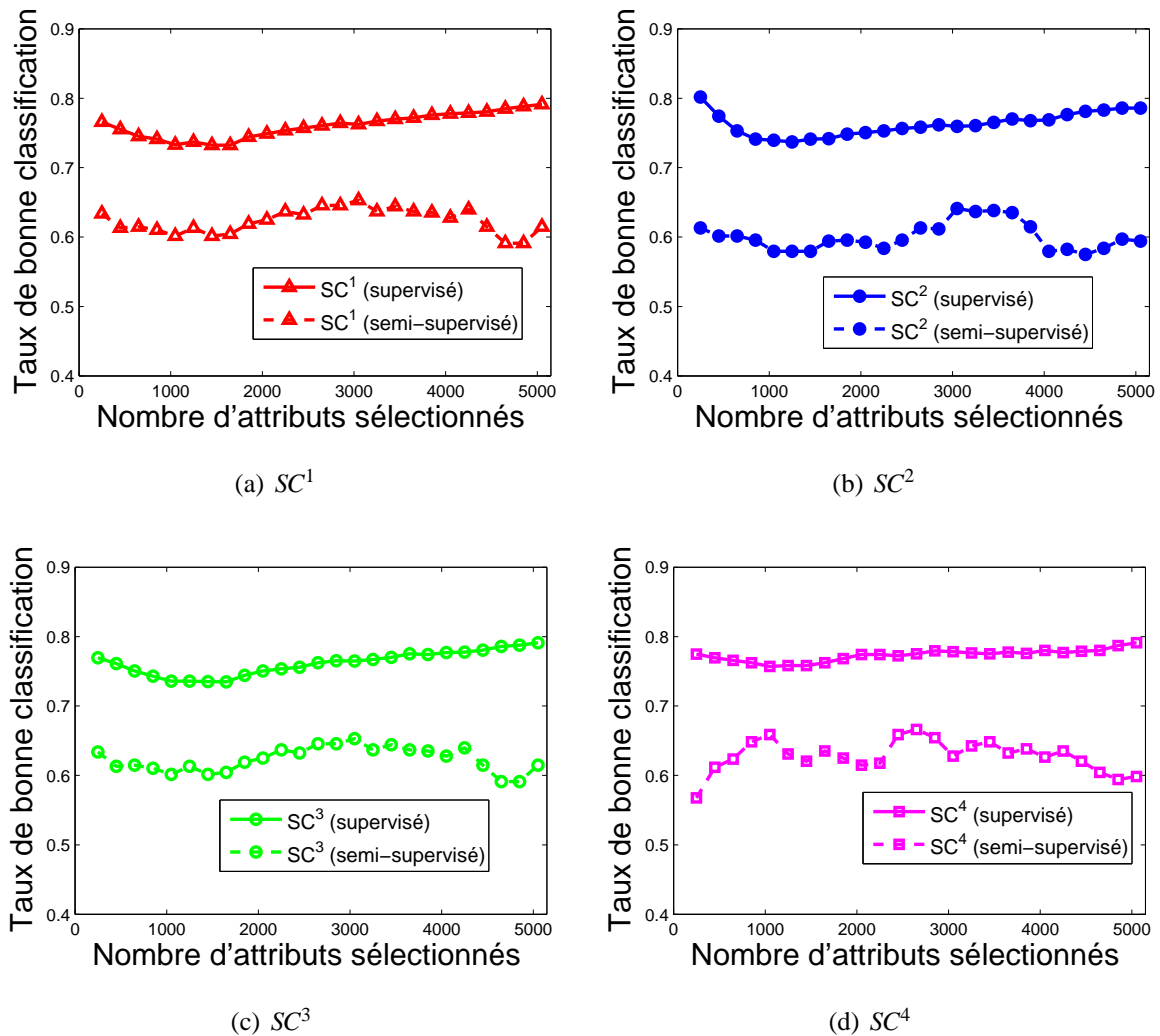 0.9
0.8
0.7
0.6
0.5
0.4
0 1000 2000 3000 4000 5000
Taux de bonne classification
Nombre d'attributs sélectionnés
SC¹ (supervisé)
SC¹ (semi−supervisé)
(a) SC¹
0.9
0.8
0.7
0.6
0.5
0.4
0 1000 2000 3000 4000 5000
Taux de bonne classification
Nombre d'attributs sélectionnés
SC² (supervisé)
SC² (semi−supervisé)
(b) SC²
0.9
0.8
0.7
0.6
0.5
0.4
0 1000 2000 3000 4000 5000
Taux de bonne classification
Nombre d'attributs sélectionnés
SC³ (supervisé)
SC³ (semi−supervisé)
(c) SC³
0.9
0.8
0.7
0.6
0.5
0.4
0 1000 2000 3000 4000 5000
Taux de bonne classification
Nombre d'attributs sélectionnés
SC⁴ (supervisé)
SC⁴ (semi−supervisé)
(d) SC⁴